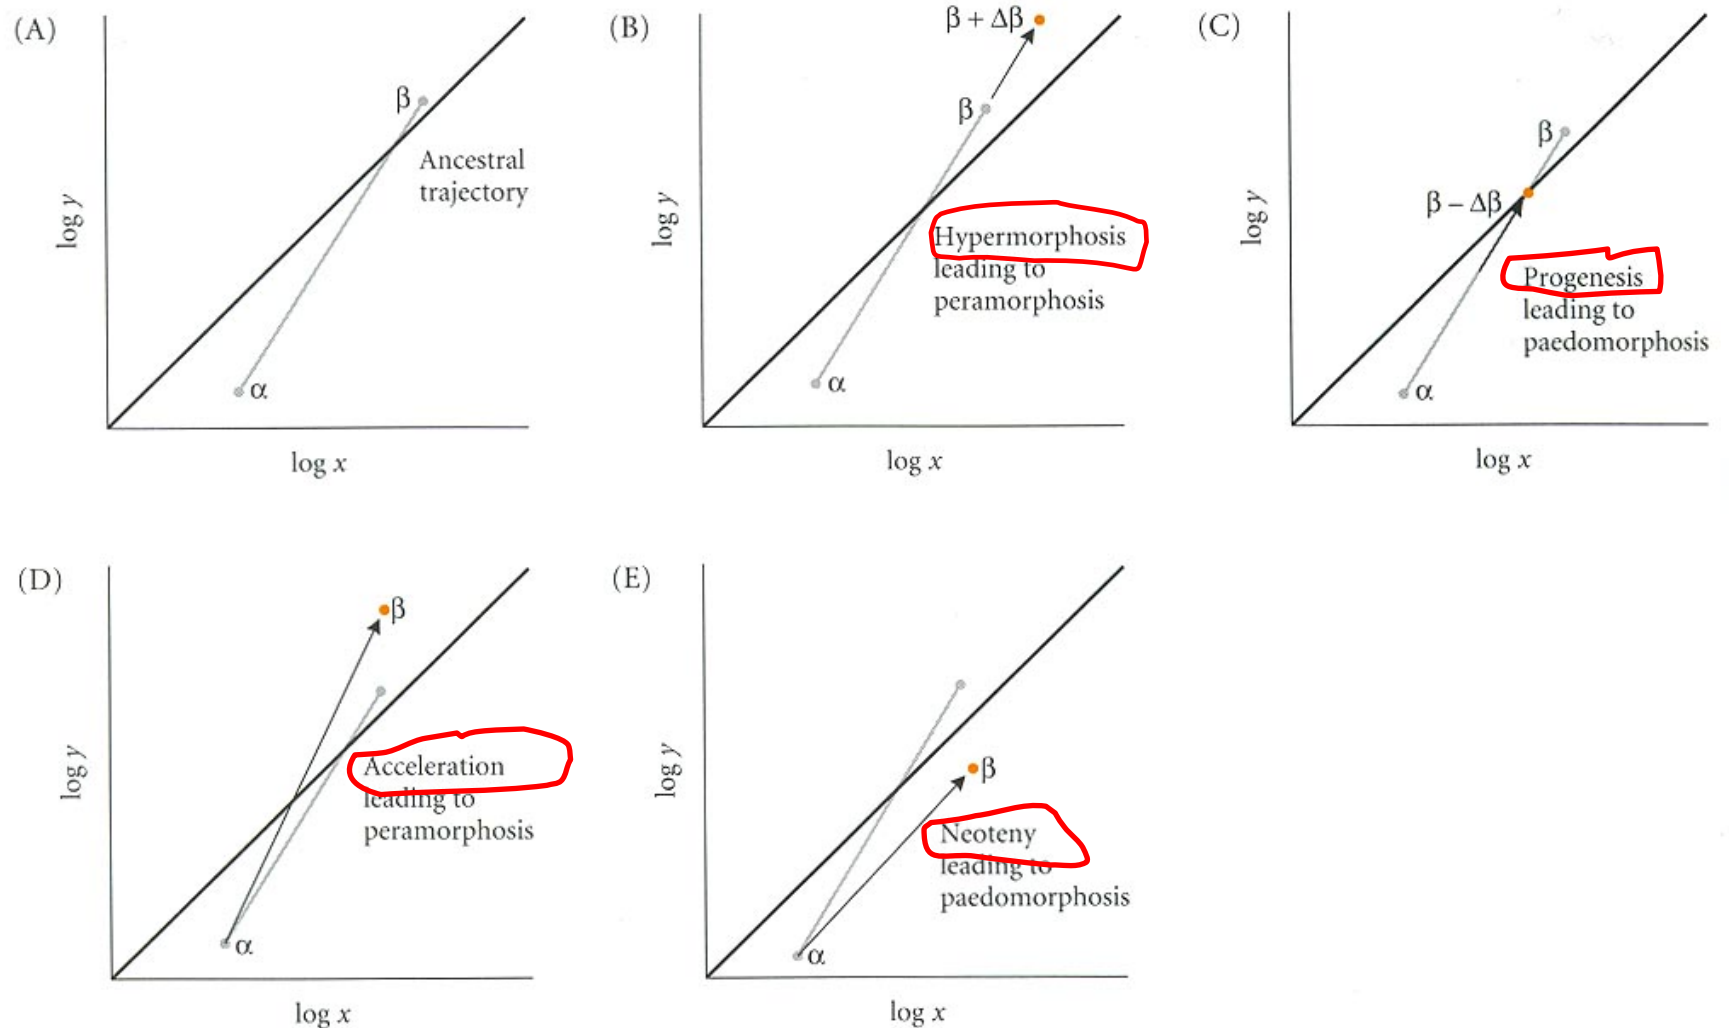 (A)
β
Ancestral
trajectory
α
log y
log x
(B)
β + Δβ
β
Hypermorphosis
leading to
peramorphosis
α
log y
log x
(C)
β
β – Δβ
Progenesis
leading to
paedomorphosis
α
log y
log x
(D)
β
Acceleration
leading to
peramorphosis
α
log y
log x
(E)
β
Neoteny
leading to
paedomorphosis
α
log y
log x